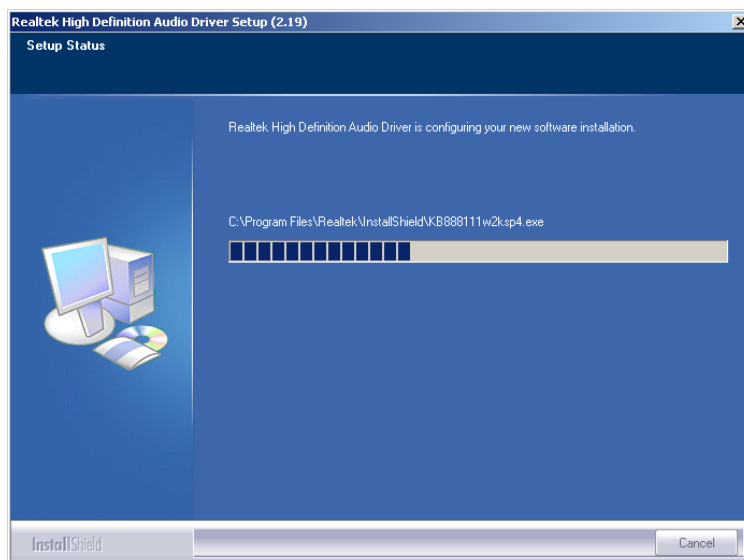 Realtek High Definition Audio Driver Setup (2.19)
Setup Status
Realtek High Definition Audio Driver is configuring your new software installation.
C:\Program Files\Realtek\InstallShield\KB888111w2ksp4.exe
InstallShield
Cancel